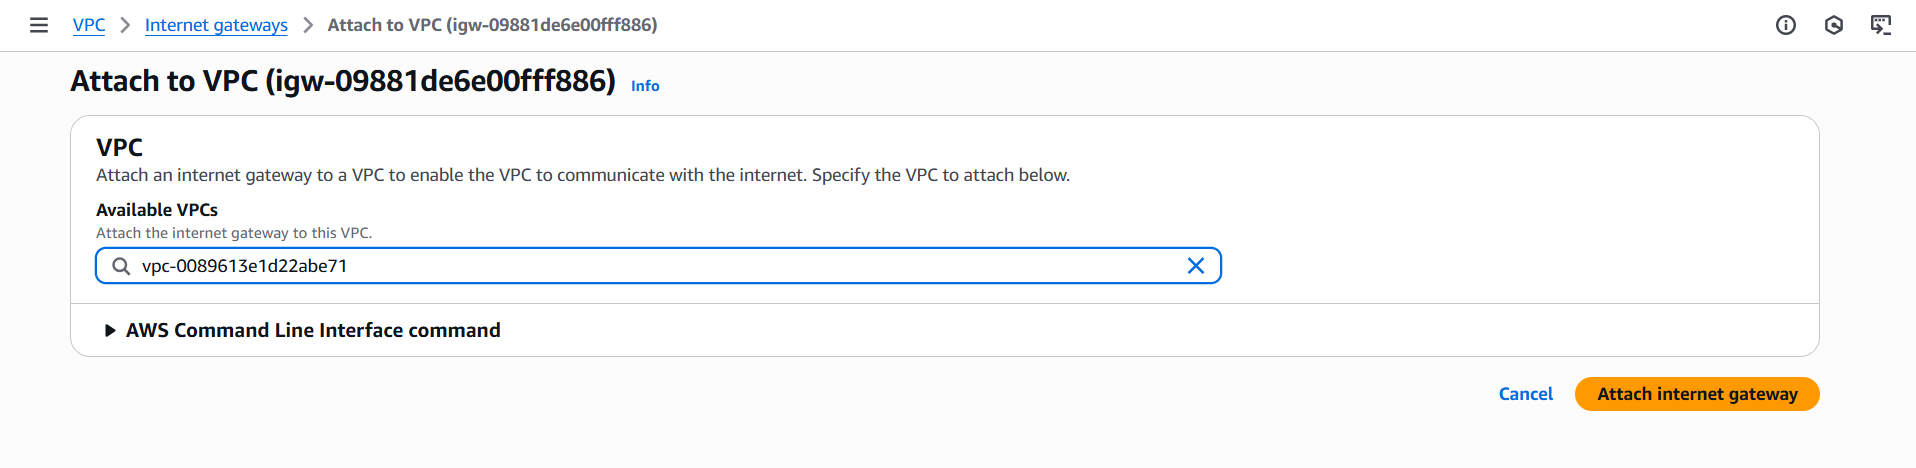 VPC > Internet gateways > Attach to VPC (igw-09881de6e00fff886)
Attach to VPC (igw-09881de6e00fff886) Info
VPC
Attach an internet gateway to a VPC to enable the VPC to communicate with the internet. Specify the VPC to attach below.
Available VPCs
Attach the internet gateway to this VPC.
vpc-0089613e1d22abe71
AWS Command Line Interface command
Cancel Attach internet gateway